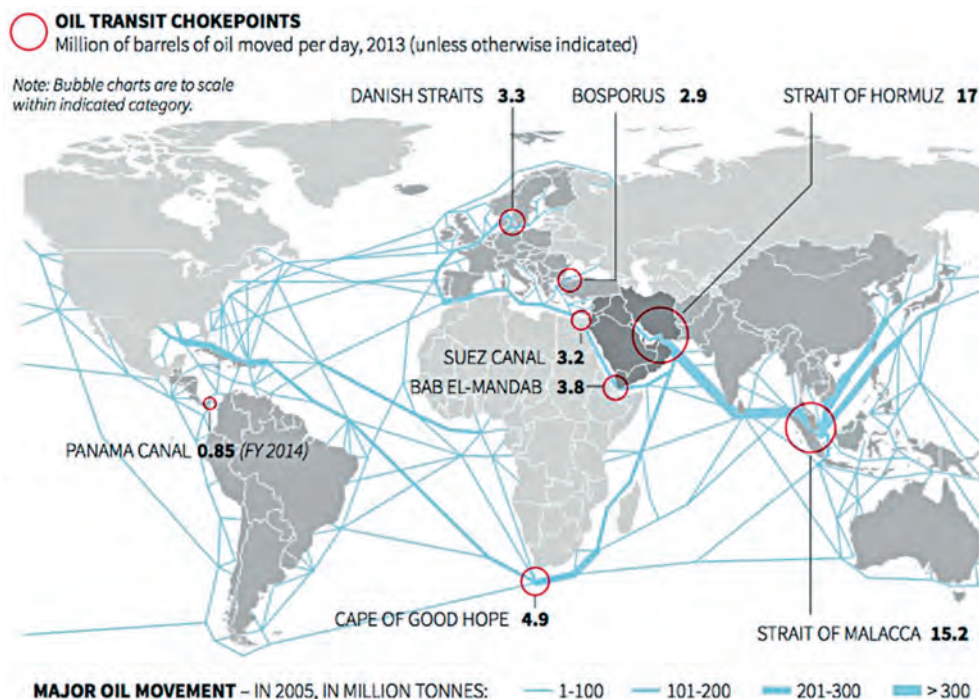 OIL TRANSIT CHOKEPOINTS
Million of barrels of oil moved per day, 2013 (unless otherwise indicated)
Note: Bubble charts are to scale
within indicated category.
DANISH STRAITS 3.3
BOSPORUS 2.9
STRAIT OF HORMUZ 17
SUEZ CANAL 3.2
BAB EL-MANDAB 3.8
PANAMA CANAL 0.85 (FY 2014)
CAPE OF GOOD HOPE 4.9
STRAIT OF MALACCA 15.2
MAJOR OIL MOVEMENT – IN 2005, IN MILLION TONNES: 1-100 101-200 201-300 > 300